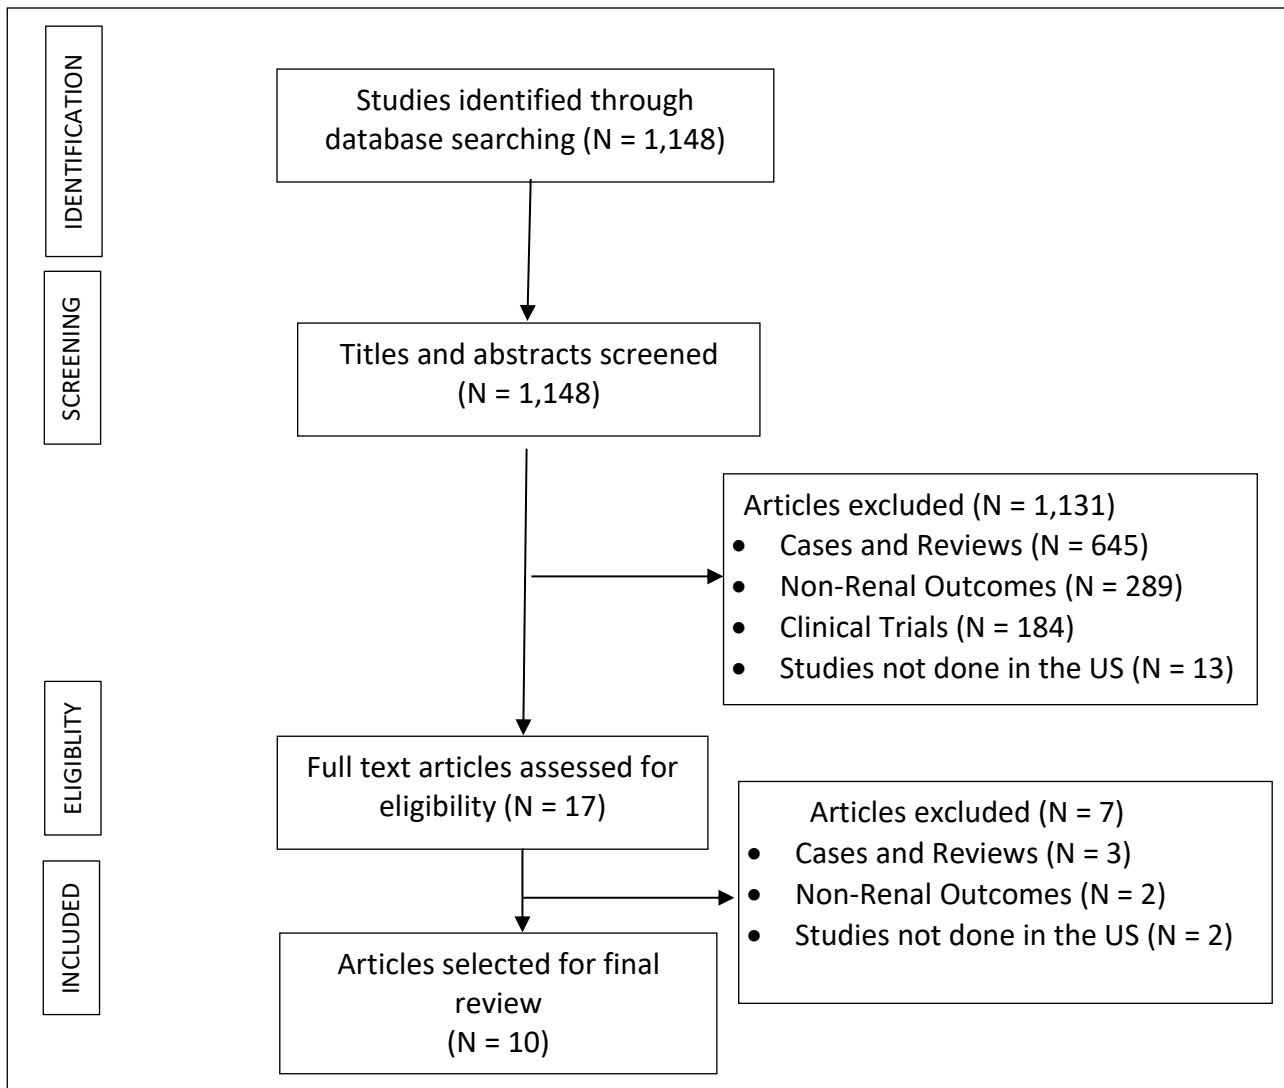 IDENTIFICATION
Studies identified through
database searching (N = 1,148)
SCREENING
Titles and abstracts screened
(N = 1,148)
Articles excluded (N = 1,131)
• Cases and Reviews (N = 645)
• Non-Renal Outcomes (N = 289)
• Clinical Trials (N = 184)
• Studies not done in the US (N = 13)
ELIGIBLITY
Full text articles assessed for
eligibility (N = 17)
Articles excluded (N = 7)
• Cases and Reviews (N = 3)
• Non-Renal Outcomes (N = 2)
• Studies not done in the US (N = 2)
INCLUDED
Articles selected for final
review
(N = 10)